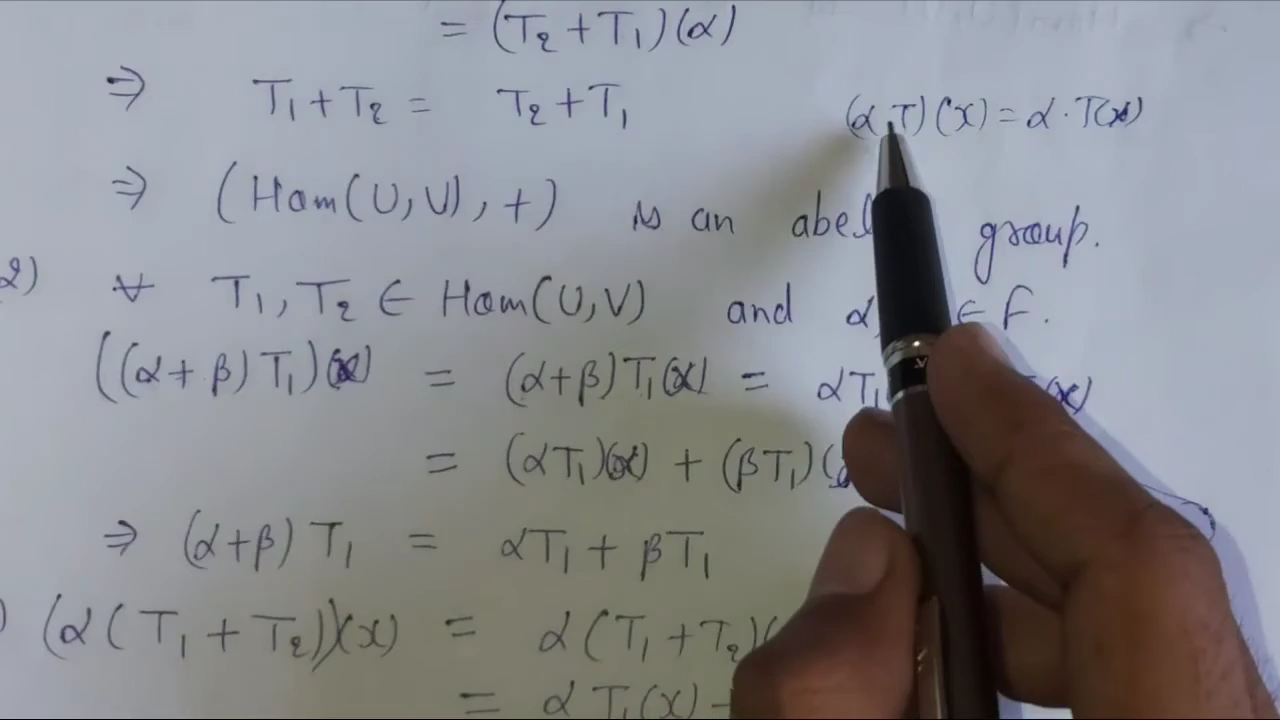 = (T₂ + T₁)(α)
⇒ T₁ + T₂ = T₂ + T₁
(α T)(x) = α · T(x)
⇒ (Hom(U,V), +) is an abel group.
2) ∀ T₁, T₂ ∈ Hom(U,V) and α, ∈ F.
((α + β) T₁)(x) = (α+β) T₁(x) = αT₁ (x)
= (αT₁)(x) + (βT₁)(
⇒ (α+β) T₁ = αT₁ + βT₁
) (α (T₁ + T₂))(x) = α (T₁ + T₂)(
= α T₁(x)